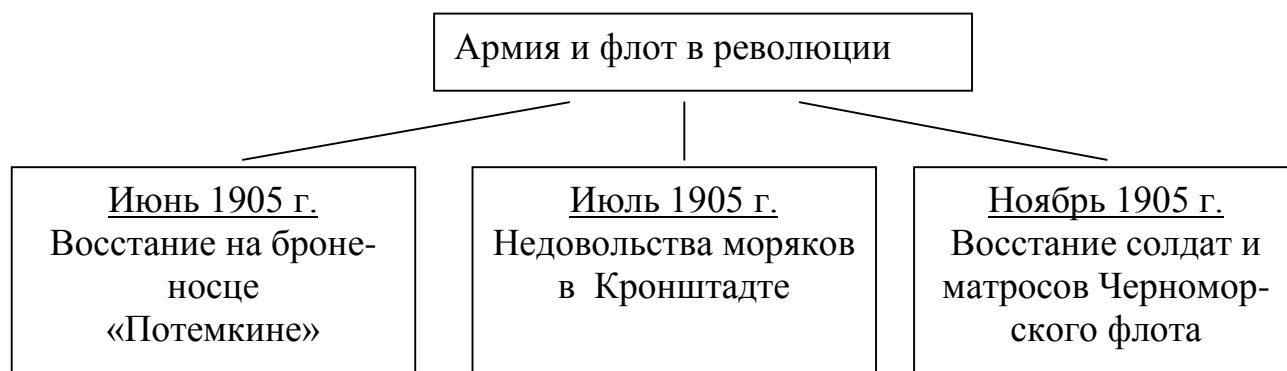 Армия и флот в революции
Июнь 1905 г.
Восстание на броне-
носце
«Потемкине»
Июль 1905 г.
Недовольства моряков
в Кронштадте
Ноябрь 1905 г.
Восстание солдат и
матросов Черномор-
ского флота